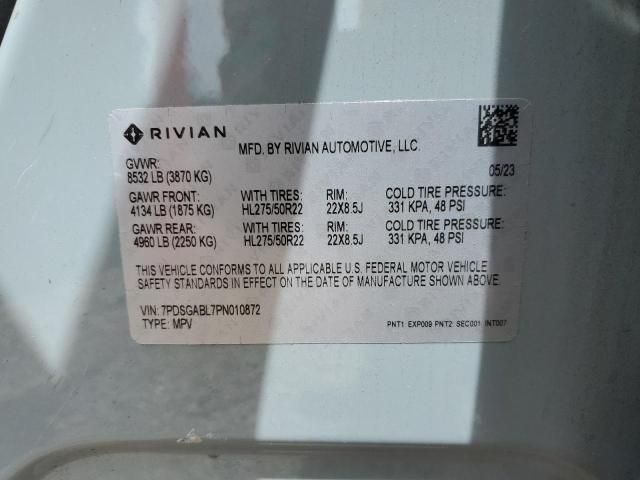 RIVIAN
MFD. BY RIVIAN AUTOMOTIVE, LLC
GVWR:
8532 LB (3870 KG) 05/23
GAWR FRONT: WITH TIRES: RIM: COLD TIRE PRESSURE:
4134 LB (1875 KG) HL275/50R22 22X8.5J 331 KPA, 48 PSI
GAWR REAR: WITH TIRES: RIM: COLD TIRE PRESSURE:
4960 LB (2250 KG) HL275/50R22 22X8.5J 331 KPA, 48 PSI
THIS VEHICLE CONFORMS TO ALL APPLICABLE U.S. FEDERAL MOTOR VEHICLE
SAFETY STANDARDS IN EFFECT ON THE DATE OF MANUFACTURE SHOWN ABOVE.
VIN: 7PDSGABL7PN010872
TYPE: MPV PNT1 EXP009 PNT2 SEC001 INT007